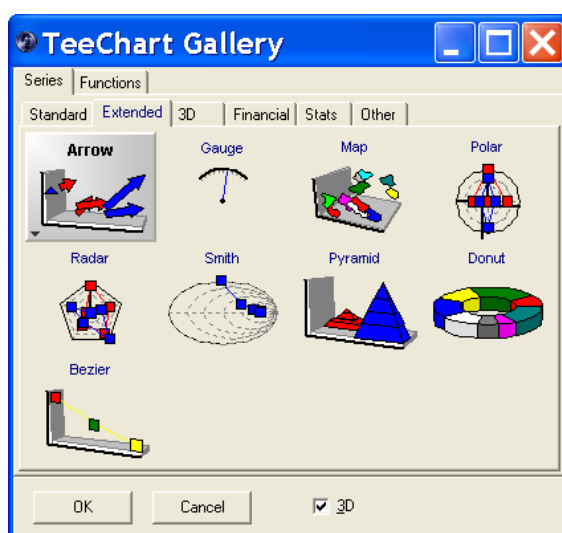 TeeChart Gallery
Series Functions
Standard Extended 3D Financial Stats Other
Arrow Gauge Map Polar
Radar Smith Pyramid Donut
Bezier
OK Cancel 3D